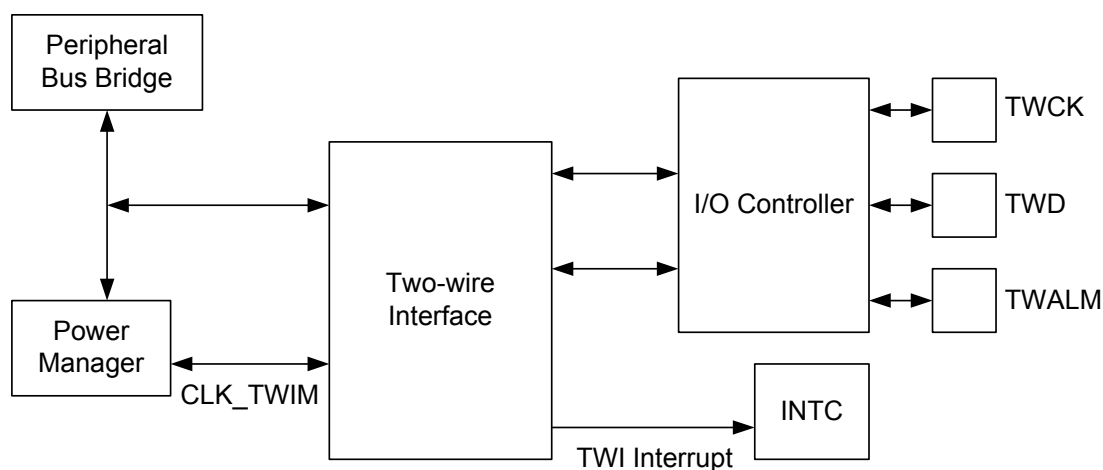 Peripheral
Bus Bridge
TWCK
I/O Controller
TWD
Two-wire
Interface
TWALM
Power
Manager
CLK_TWIM
INTC
TWI Interrupt